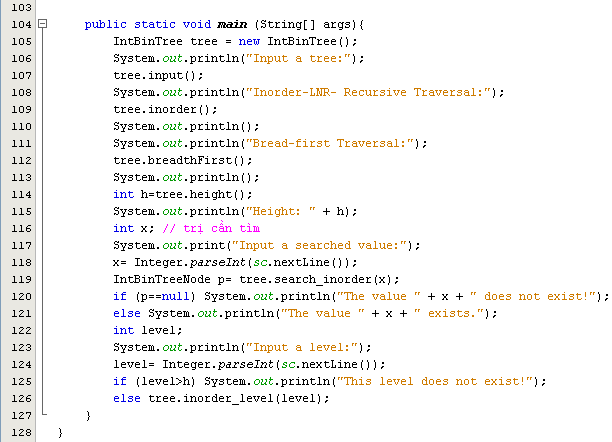 103
104 public static void main (String[] args){
105 IntBinTree tree = new IntBinTree();
106 System.out.println("Input a tree:");
107 tree.input();
108 System.out.println("Inorder-LNR- Recursive Traversal:");
109 tree.inorder();
110 System.out.println();
111 System.out.println("Bread-first Traversal:");
112 tree.breadthFirst();
113 System.out.println();
114 int h=tree.height();
115 System.out.println("Height: " + h);
116 int x; // trị cần tìm
117 System.out.print("Input a searched value:");
118 x= Integer.parseInt(sc.nextLine());
119 IntBinTreeNode p= tree.search_inorder(x);
120 if (p==null) System.out.println("The value " + x + " does not exist!");
121 else System.out.println("The value " + x + " exists.");
122 int level;
123 System.out.println("Input a level:");
124 level= Integer.parseInt(sc.nextLine());
125 if (level>h) System.out.println("This level does not exist!");
126 else tree.inorder_level(level);
127 }
128 }